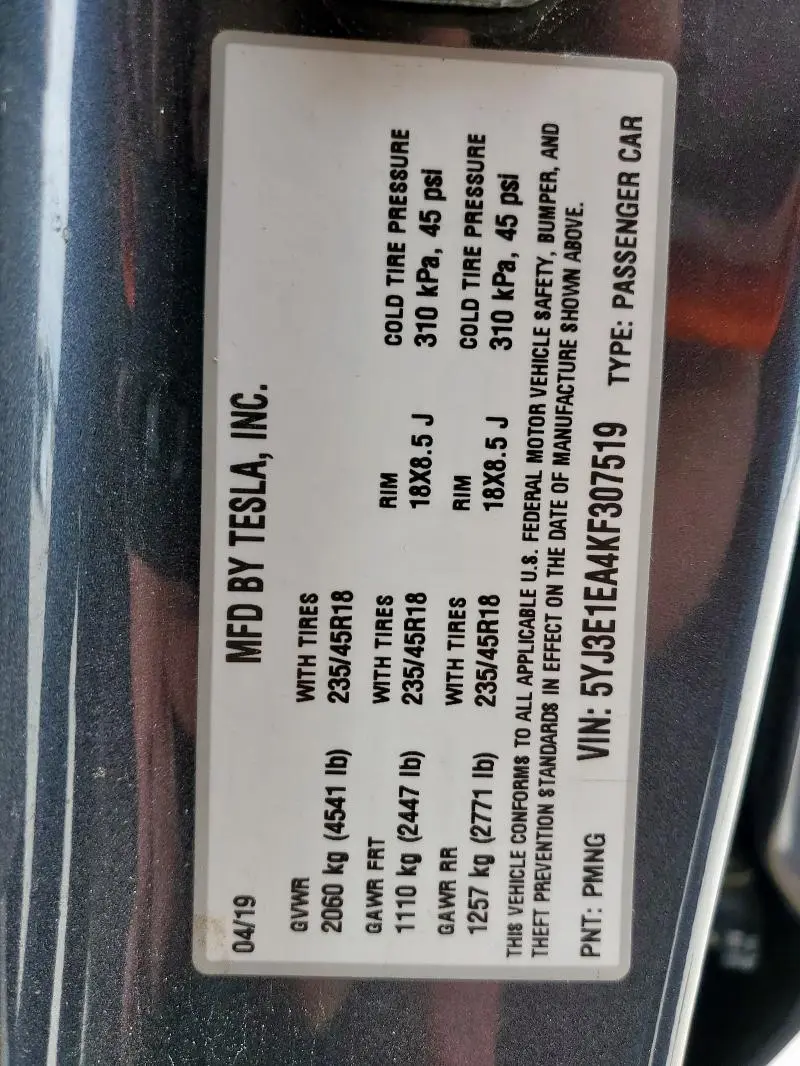 04/19 MFD BY TESLA, INC.
GVWR WITH TIRES
2060 kg (4541 lb) 235/45R18
GAWR FRT WITH TIRES RIM COLD TIRE PRESSURE
1110 kg (2447 lb) 235/45R18 18X8.5 J 310 kPa, 45 psi
GAWR RR WITH TIRES RIM COLD TIRE PRESSURE
1257 kg (2771 lb) 235/45R18 18X8.5 J 310 kPa, 45 psi
THIS VEHICLE CONFORMS TO ALL APPLICABLE U.S. FEDERAL MOTOR VEHICLE SAFETY, BUMPER, AND
THEFT PREVENTION STANDARDS IN EFFECT ON THE DATE OF MANUFACTURE SHOWN ABOVE.
PNT: PMNG VIN: 5YJ3E1EA4KF307519 TYPE: PASSENGER CAR